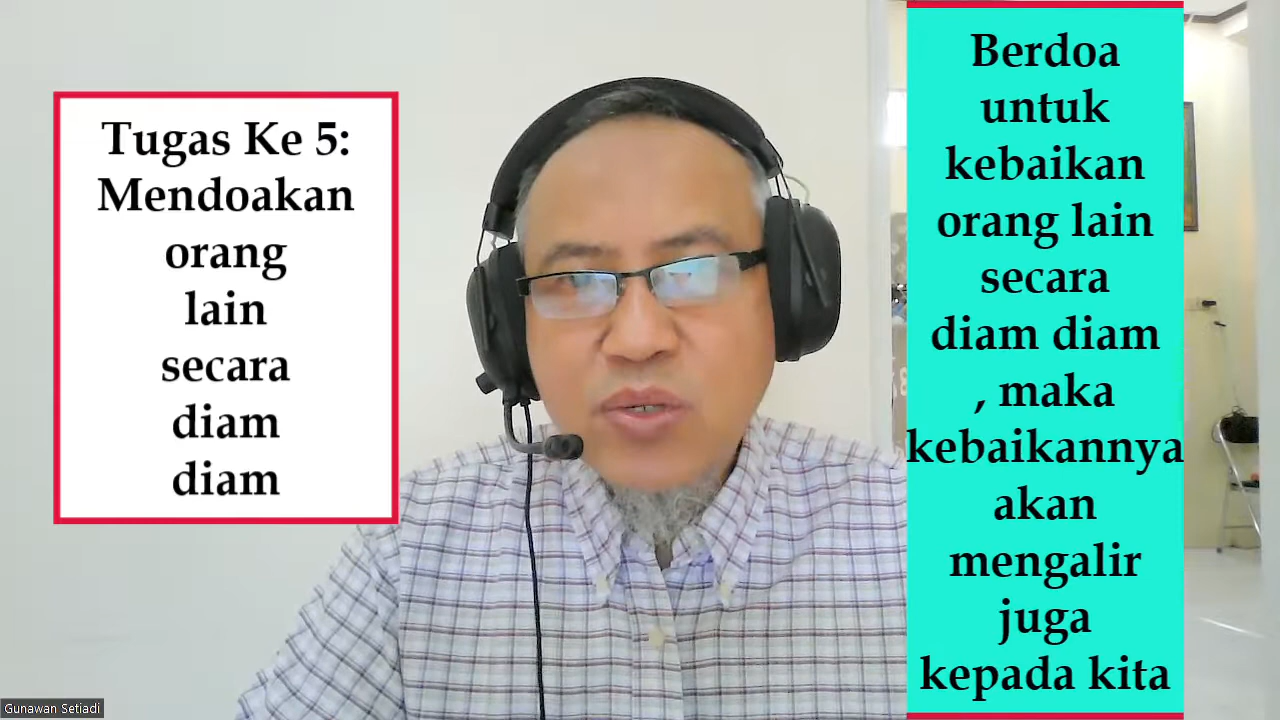 Tugas Ke 5:
Mendoakan
orang
lain
secara
diam
diam
Berdoa
untuk
kebaikan
orang lain
secara
diam diam
, maka
kebaikannya
akan
mengalir
juga
kepada kita
Gunawan Setiadi